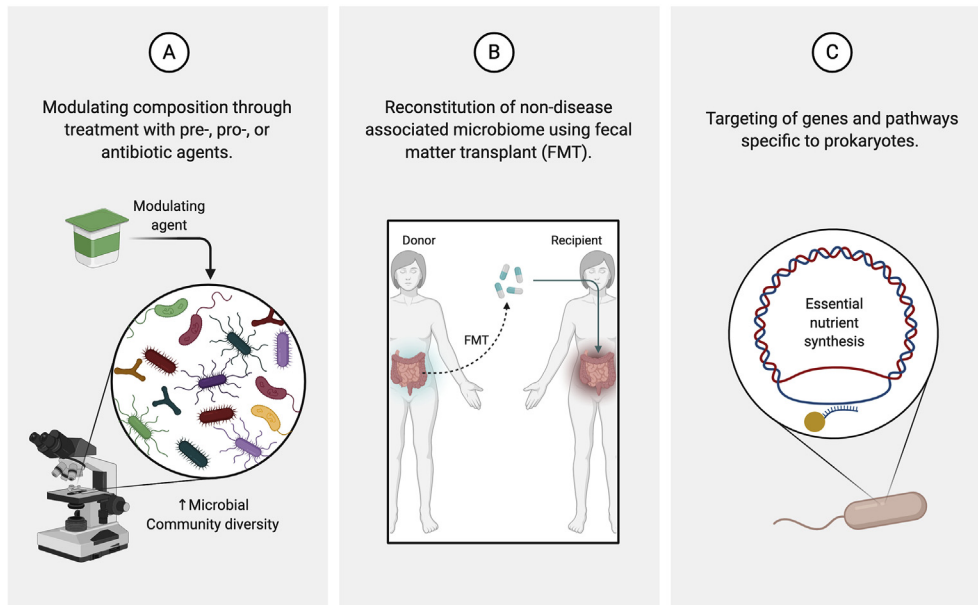 A
Modulating composition through
treatment with pre-, pro-, or
antibiotic agents.
Modulating
agent
↑Microbial
Community diversity
B
Reconstitution of non-disease
associated microbiome using fecal
matter transplant (FMT).
Donor
Recipient
FMT
C
Targeting of genes and pathways
specific to prokaryotes.
Essential
nutrient
synthesis